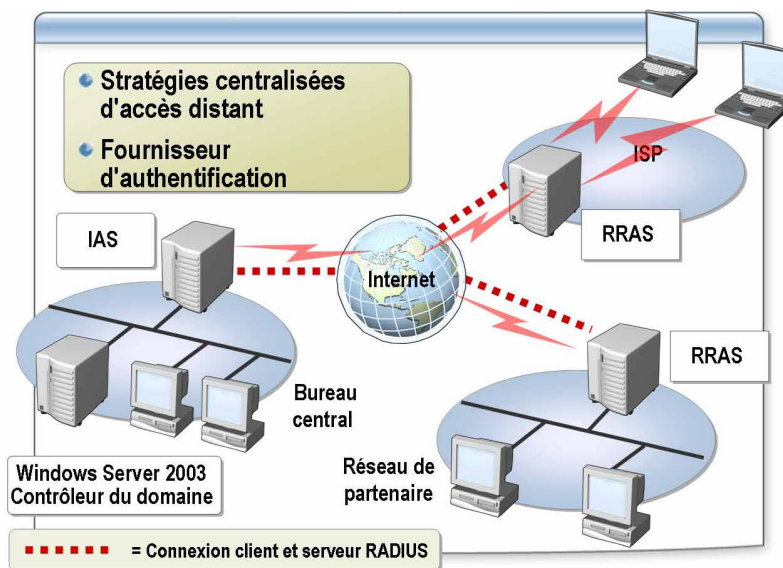 Stratégies centralisées
d'accès distant
Fournisseur
d'authentification
ISP
IAS
RRAS
Internet
RRAS
Bureau
central
Windows Server 2003
Contrôleur du domaine
Réseau de
partenaire
= Connexion client et serveur RADIUS